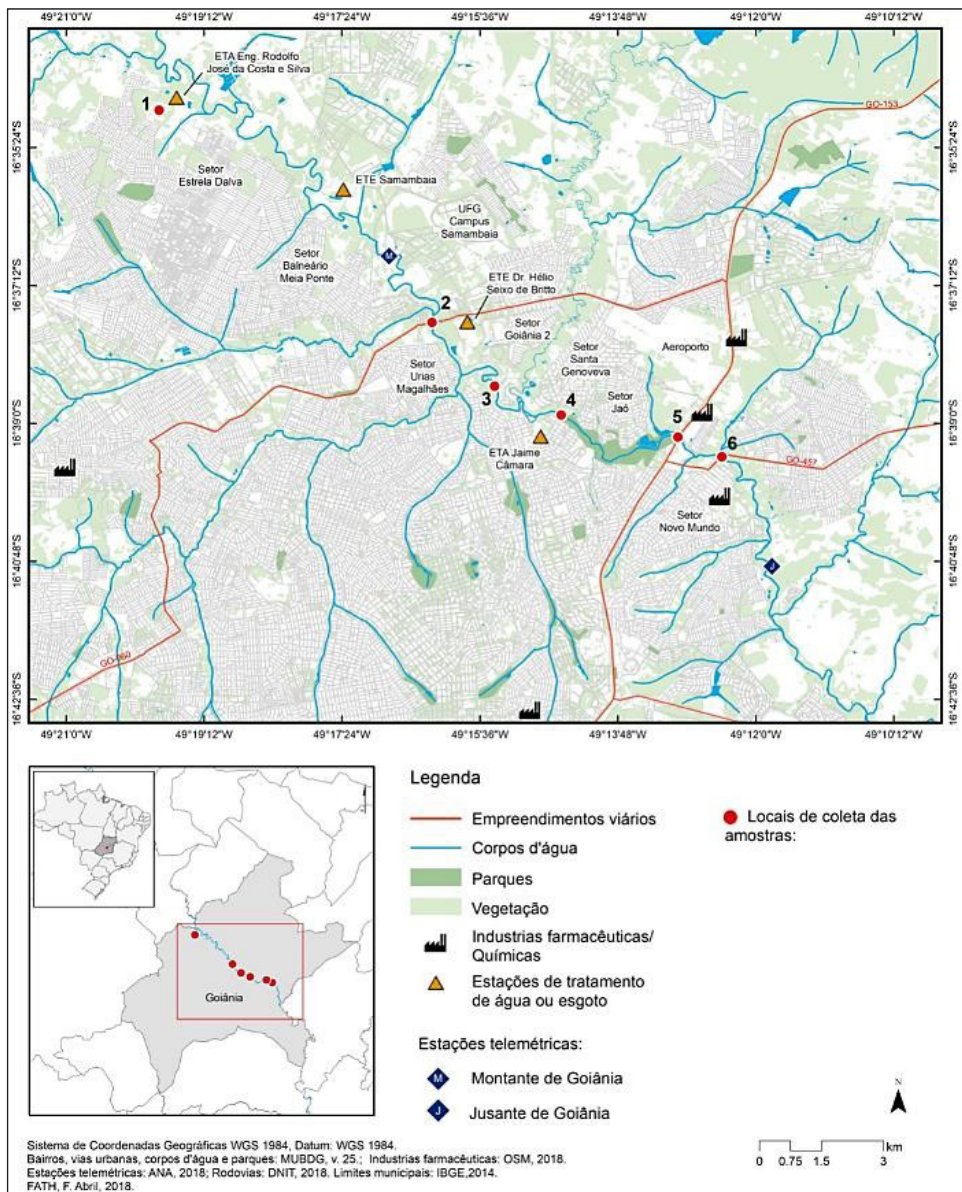 49°21'0"W 49°19'12"W 49°17'24"W 49°15'36"W 49°13'48"W 49°12'0"W 49°10'12"W
ETA Eng. Rodolfo
José da Costa e Silva
1
GO-153
16°35'24"S
16°35'24"S
Setor
Estrela Dalva
ETE Samambaia
UFG
Campus
Samambaia
Setor
Balneário
Meia Ponte
M
16°37'12"S
16°37'12"S
ETE Dr. Hélio
Seixo de Britto
2
Setor
Goiânia 2
Setor
Santa
Genoveva
Aeroporto
Setor
Urias
Magalhães
3
4
Setor
Jaó
5
6
16°39'0"S
16°39'0"S
ETA Jaime
Câmara
GO-457
Setor
Novo Mundo
16°40'48"S
16°40'48"S
J
GO-060
16°42'36"S
16°42'36"S
49°21'0"W 49°19'12"W 49°17'24"W 49°15'36"W 49°13'48"W 49°12'0"W 49°10'12"W
Goiânia
Legenda
Empreendimentos viários
Corpos d'água
Parques
Vegetação
Industrias farmacêuticas/
Químicas
Estações de tratamento
de água ou esgoto
Locais de coleta das
amostras:
Estações telemétricas:
M Montante de Goiânia
J Jusante de Goiânia
N
km
0 0.75 1.5 3
Sistema de Coordenadas Geográficas WGS 1984, Datum: WGS 1984.
Bairros, vias urbanas, corpos d'água e parques: MUBDG, v. 25.; Industrias farmacêuticas: OSM, 2018.
Estações telemétricas: ANA, 2018; Rodovias: DNIT, 2018. Limites municipais: IBGE,2014.
FATH, F. Abril, 2018.